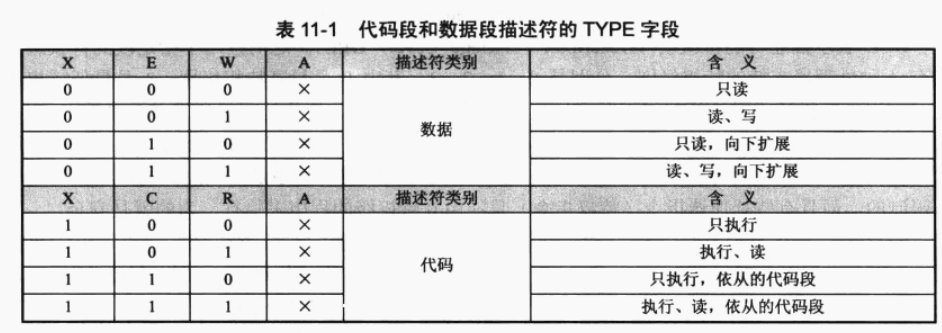 表 11-1 代码段和数据段描述符的 TYPE 字段
X E W A 描述符类别 含 义
0 0 0 × 数据 只读
0 0 1 × 读、写
0 1 0 × 只读，向下扩展
0 1 1 × 读、写，向下扩展
X C R A 描述符类别 含 义
1 0 0 × 代码 只执行
1 0 1 × 执行、读
1 1 0 × 只执行，依从的代码段
1 1 1 × 执行、读，依从的代码段